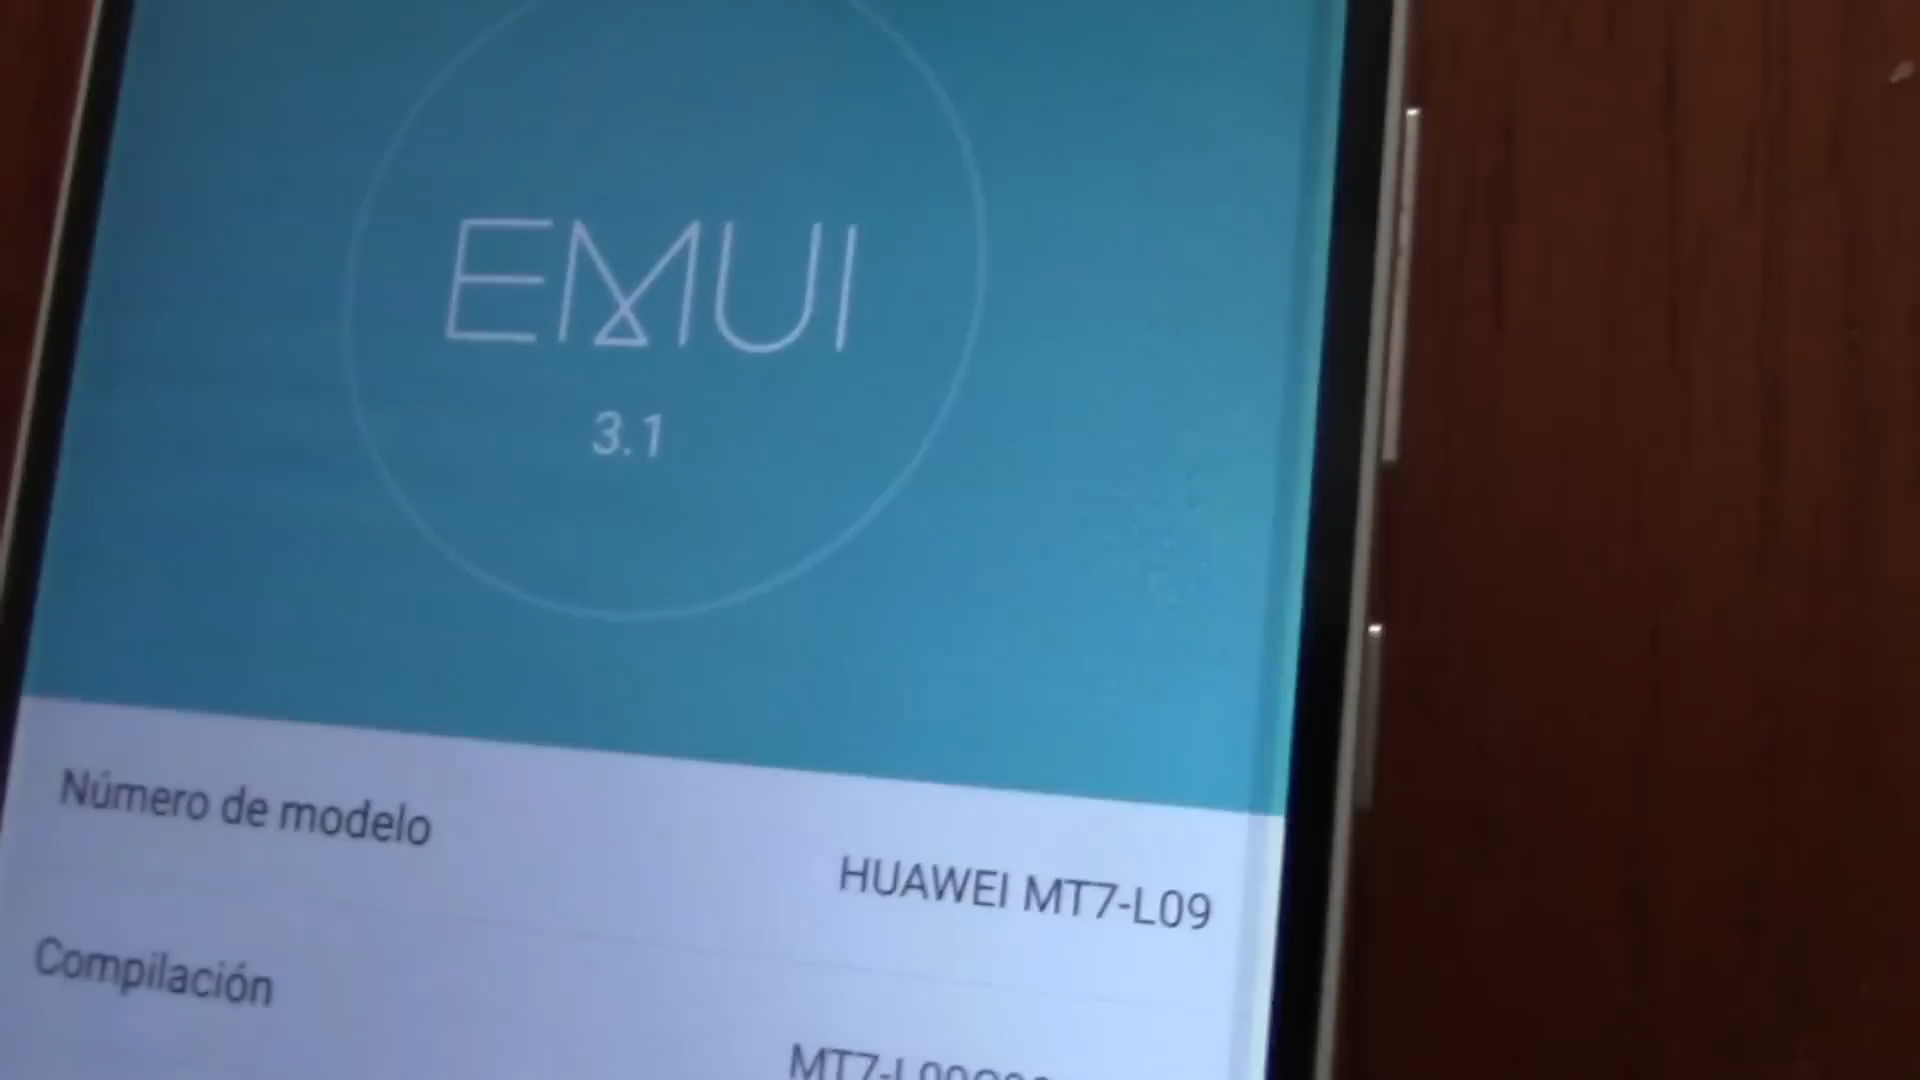 EMUI
3.1
Número de modelo
HUAWEI MT7-L09
Compilación